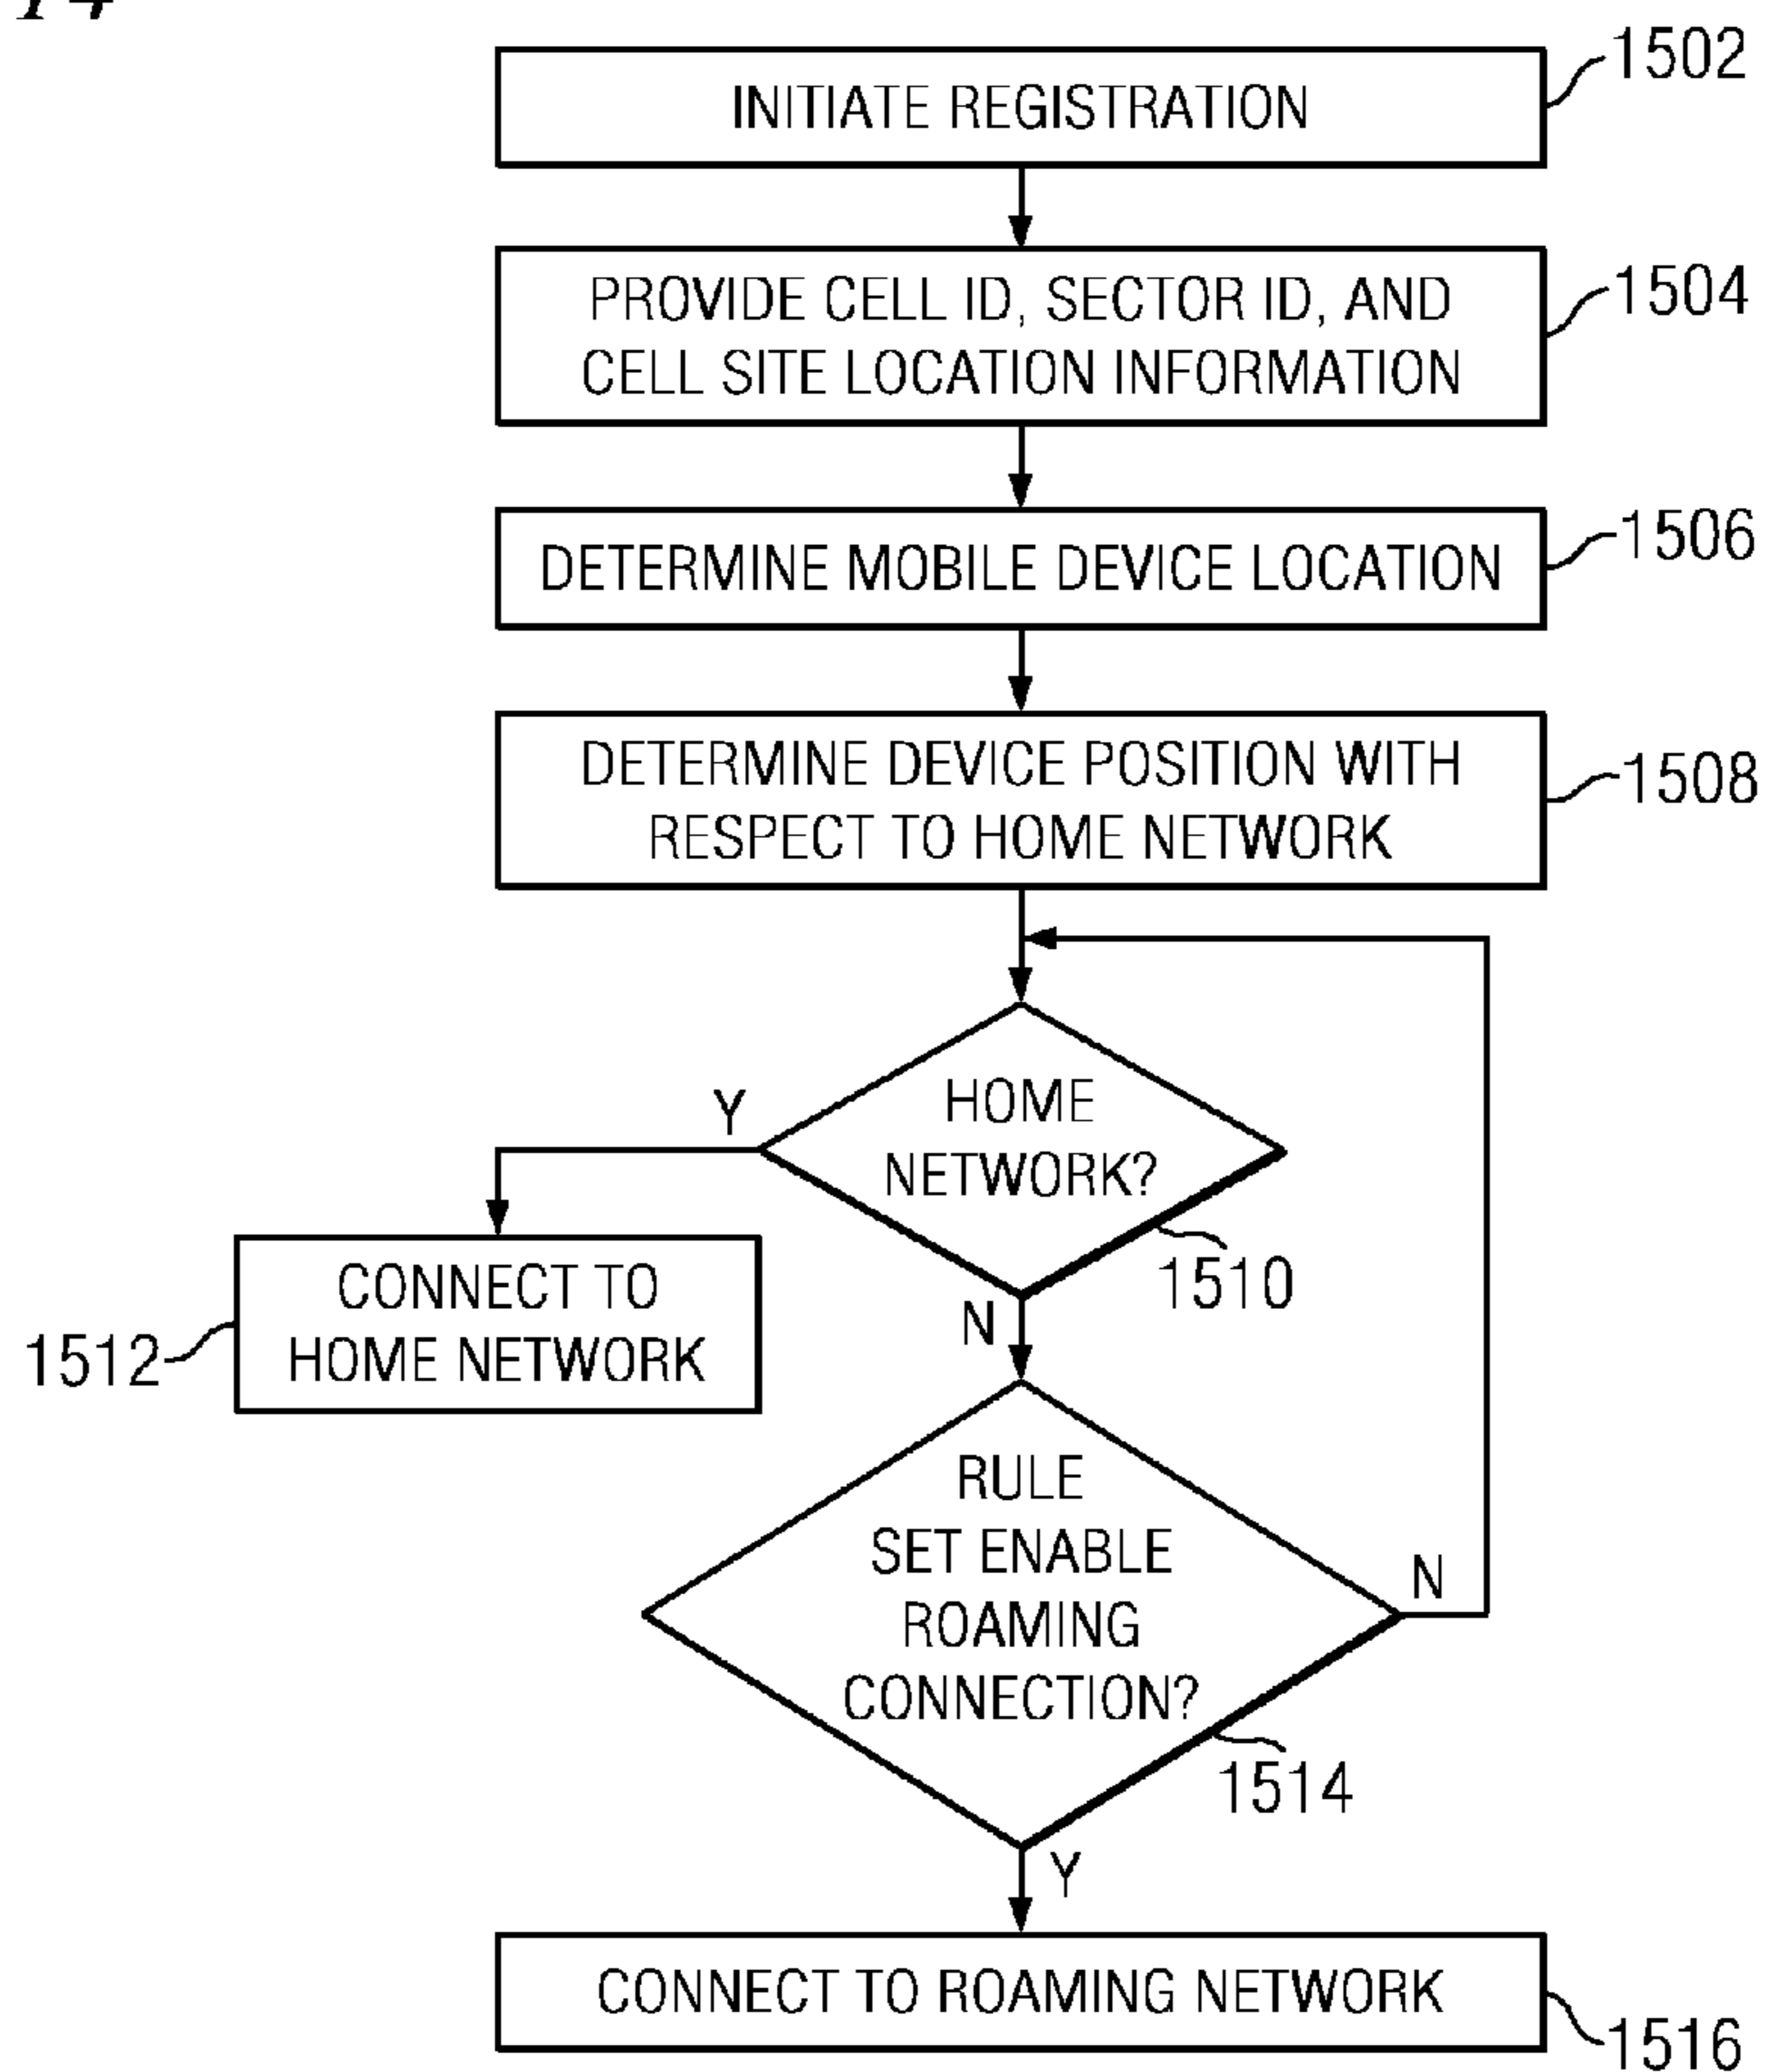 1502
INITIATE REGISTRATION
PROVIDE CELL ID, SECTOR ID, AND
CELL SITE LOCATION INFORMATION
1504
DETERMINE MOBILE DEVICE LOCATION
1506
DETERMINE DEVICE POSITION WITH
RESPECT TO HOME NETWORK
1508
Y
HOME
NETWORK?
1510
CONNECT TO
HOME NETWORK
1512
N
RULE
SET ENABLE
ROAMING
CONNECTION?
N
1514
Y
CONNECT TO ROAMING NETWORK
1516